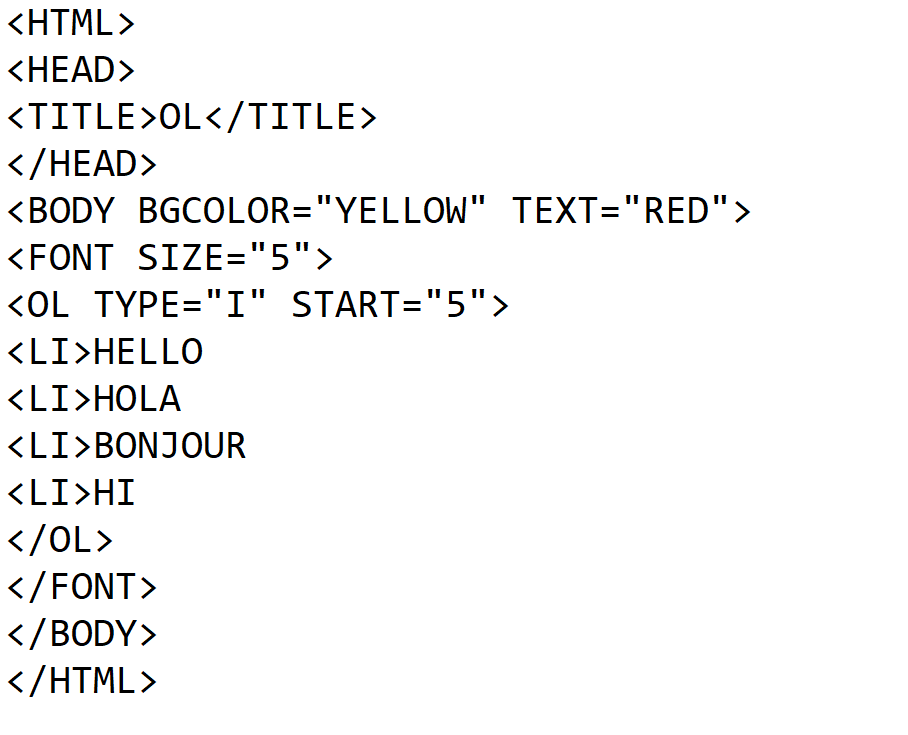 <HTML>
<HEAD>
<TITLE>OL</TITLE>
</HEAD>
<BODY BGCOLOR="YELLOW" TEXT="RED">
<FONT SIZE="5">
<OL TYPE="I" START="5">
<LI>HELLO
<LI>HOLA
<LI>BONJOUR
<LI>HI
</OL>
</FONT>
</BODY>
</HTML>